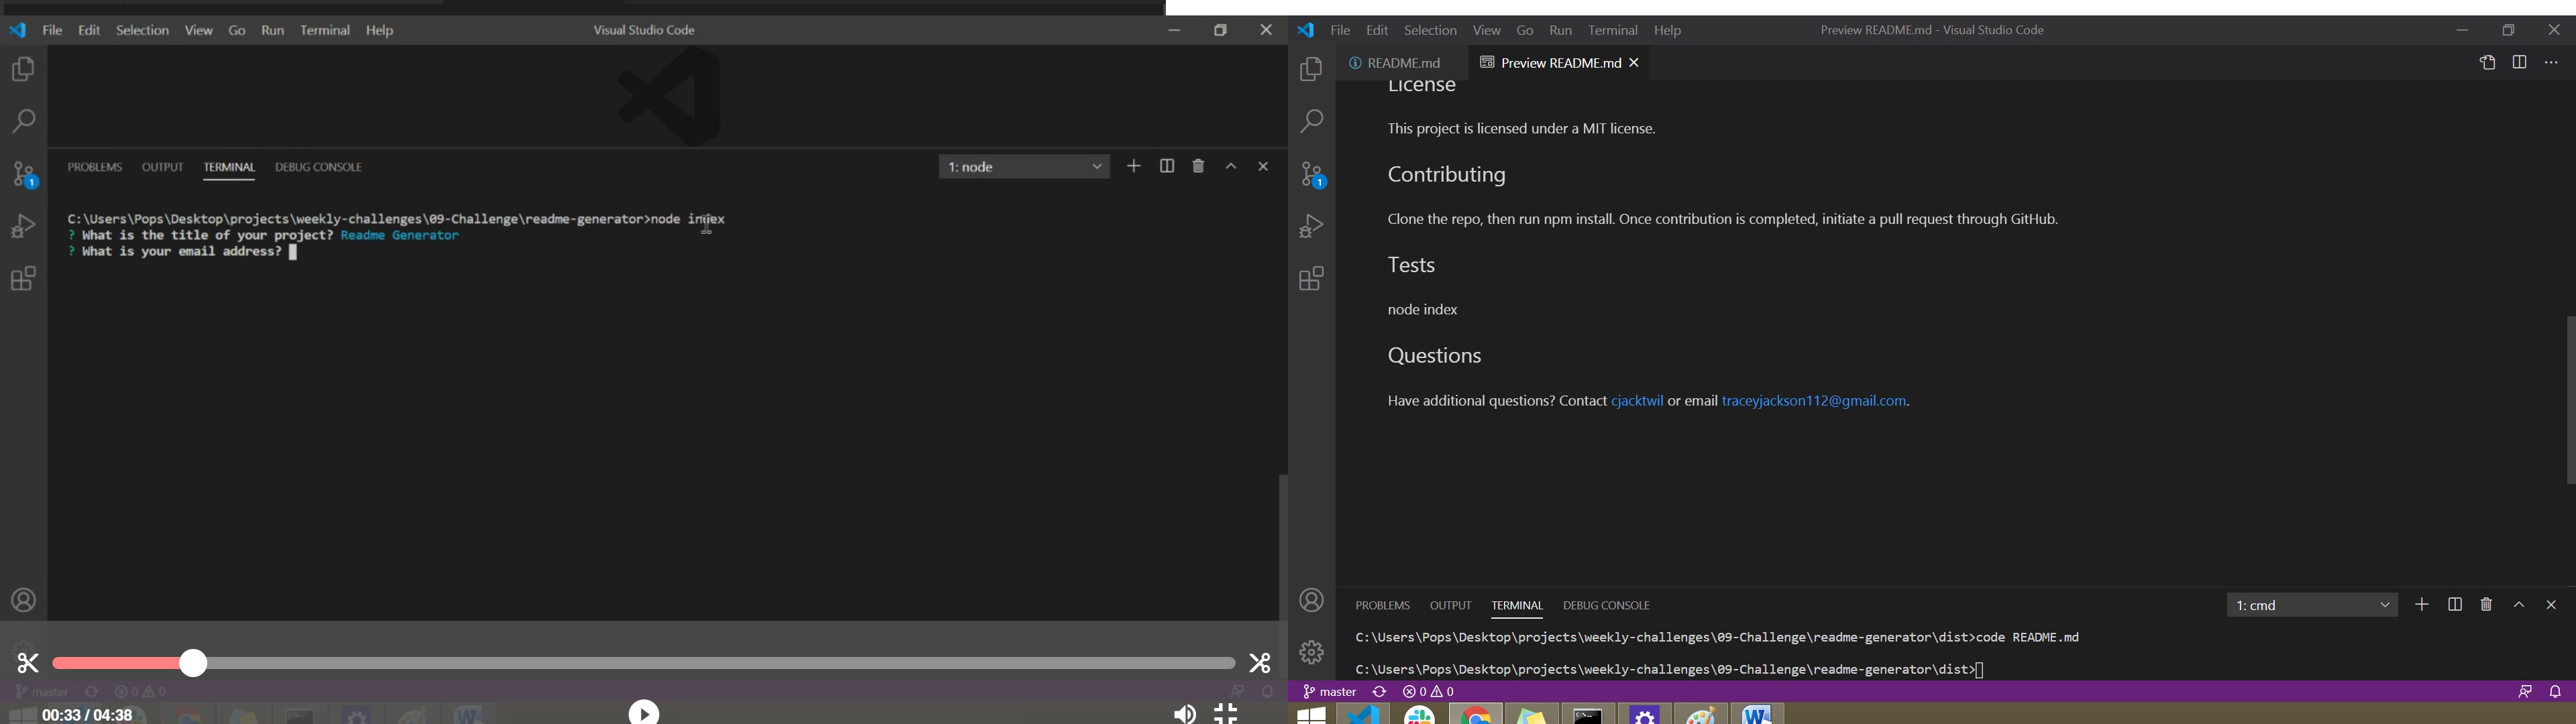 File Edit Selection View Go Run Terminal Help
Visual Studio Code
PROBLEMS OUTPUT TERMINAL DEBUG CONSOLE
1: node
1
C:\Users\Pops\Desktop\projects\weekly-challenges\09-Challenge\readme-generator>node index
? What is the title of your project? Readme Generator
? What is your email address?
master 0 0
00:33 / 04:38
File Edit Selection View Go Run Terminal Help
Preview README.md - Visual Studio Code
README.md Preview README.md
License
This project is licensed under a MIT license.
Contributing
1
Clone the repo, then run npm install. Once contribution is completed, initiate a pull request through GitHub.
Tests
node index
Questions
Have additional questions? Contact cjacktwil or email traceyjackson112@gmail.com.
PROBLEMS OUTPUT TERMINAL DEBUG CONSOLE
1: cmd
C:\Users\Pops\Desktop\projects\weekly-challenges\09-Challenge\readme-generator\dist>code README.md
C:\Users\Pops\Desktop\projects\weekly-challenges\09-Challenge\readme-generator\dist>
master 0 0